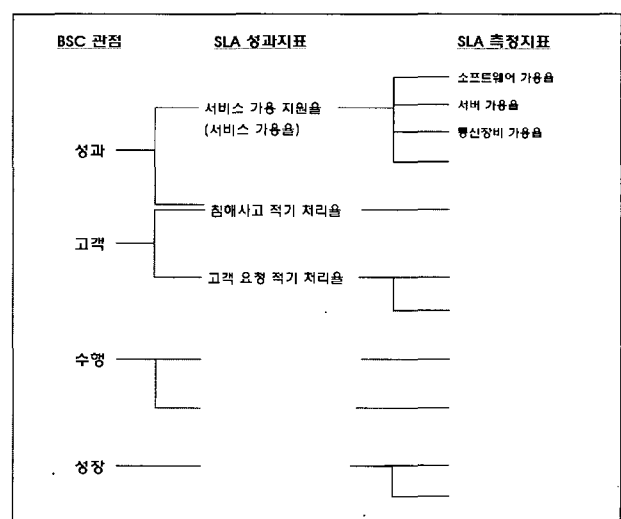 BSC 관점 SLA 성과지표 SLA 측정지표
소프트웨어 가용율
서비스 가용 지원율 서버 가용율
(서비스 가용율) 통신장비 가용율
성과
침해사고 적기 처리율
고객
고객 요청 적기 처리율
수행
성장